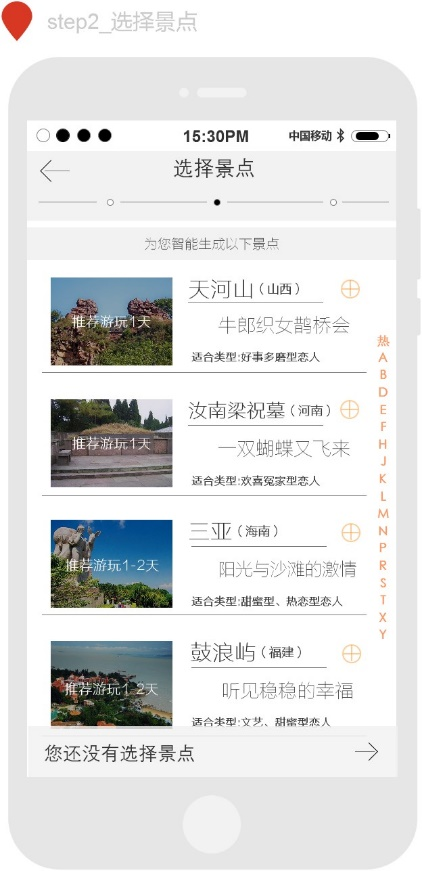 step2_选择景点
15:30PM
中国移动
选择景点
为您智能生成以下景点
天河山（山西）
推荐游玩1天
牛郎织女鹊桥会
适合类型:好事多磨型恋人
汝南梁祝墓（河南）
推荐游玩1天
一双蝴蝶又飞来
适合类型:欢喜冤家型恋人
三亚（海南）
推荐游玩1-2天
阳光与沙滩的激情
适合类型:甜蜜型、热恋型恋人
鼓浪屿（福建）
推荐游玩1-2天
听见稳稳的幸福
适合类型:文艺、甜蜜型恋人
热
A
B
D
E
F
H
J
K
L
M
N
P
R
S
T
X
Y
您还没有选择景点